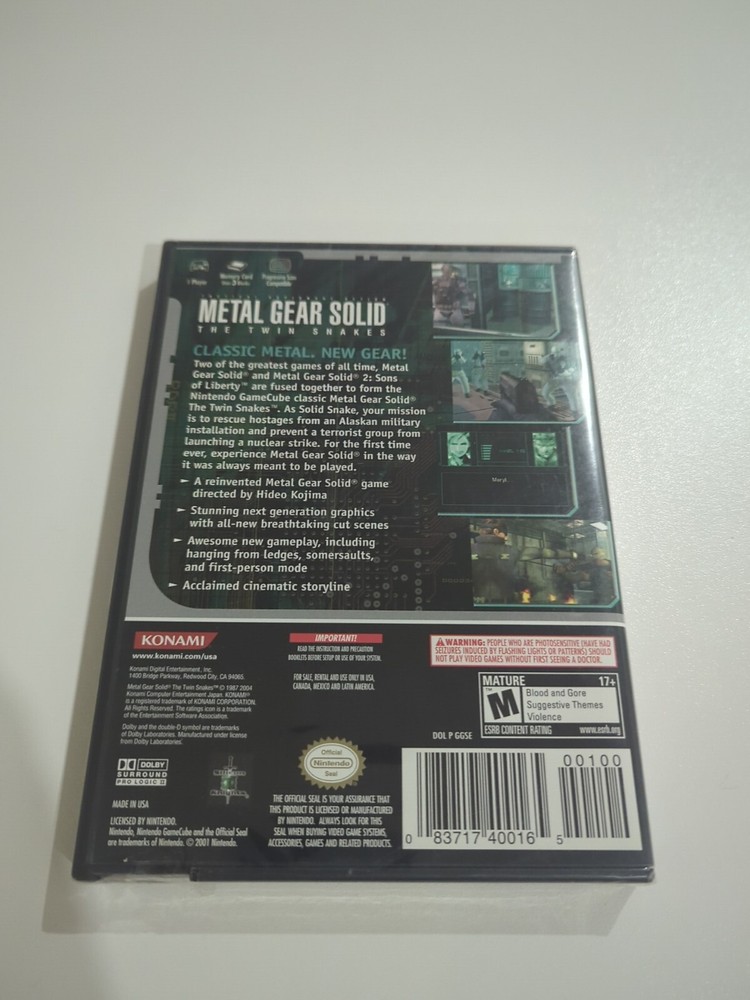 1 Player
Memory Card
Progressive Scan
Compatible
TACTICAL ESPIONAGE ACTION
METAL GEAR SOLID
THE TWIN SNAKES
CLASSIC METAL. NEW GEAR!
Two of the greatest games of all time, Metal
Gear Solid® and Metal Gear Solid® 2: Sons
of Liberty™ are fused together to form the
Nintendo GameCube classic Metal Gear Solid®
The Twin Snakes™. As Solid Snake, your mission
is to rescue hostages from an Alaskan military
installation and prevent a terrorist group from
launching a nuclear strike. For the first time
ever, experience Metal Gear Solid® in the way
it was always meant to be played.
► A reinvented Metal Gear Solid® game
directed by Hideo Kojima
► Stunning next generation graphics
with all-new breathtaking cut scenes
► Awesome new gameplay, including
hanging from ledges, somersaults,
and first-person mode
► Acclaimed cinematic storyline
Meryl.
KONAMI
www.konami.com/usa
Konami Digital Entertainment, Inc.
1400 Bridge Parkway, Redwood City, CA 94065.
Metal Gear Solid® The Twin Snakes™ © 1987 2004
Konami Computer Entertainment Japan. KONAMI®
is a registered trademark of KONAMI CORPORATION.
All Rights Reserved. The ratings icon is a trademark
of the Entertainment Software Association.
Dolby and the double-D symbol are trademarks
of Dolby Laboratories. Manufactured under license
from Dolby Laboratories.
DOLBY
SURROUND
PRO LOGIC II
MADE IN USA
LICENSED BY NINTENDO.
Nintendo, Nintendo GameCube and the Official Seal
are trademarks of Nintendo. © 2001 Nintendo.
IMPORTANT!
READ THE INSTRUCTION AND PRECAUTION
BOOKLETS BEFORE SETUP OR USE OF YOUR SYSTEM.
FOR SALE, RENTAL AND USE ONLY IN USA,
CANADA, MEXICO AND LATIN AMERICA.
Official
Nintendo
Seal
THE OFFICIAL SEAL IS YOUR ASSURANCE THAT
THIS PRODUCT IS LICENSED OR MANUFACTURED
BY NINTENDO. ALWAYS LOOK FOR THIS
SEAL WHEN BUYING VIDEO GAME SYSTEMS,
ACCESSORIES, GAMES AND RELATED PRODUCTS.
WARNING: PEOPLE WHO ARE PHOTOSENSITIVE (HAVE HAD
SEIZURES INDUCED BY FLASHING LIGHTS OR PATTERNS) SHOULD
NOT PLAY VIDEO GAMES WITHOUT FIRST SEEING A DOCTOR.
DOL P GGSE
MATURE 17+
M
TM
Blood and Gore
Suggestive Themes
Violence
ESRB CONTENT RATING www.esrb.org
00100
0 83717 40016 5